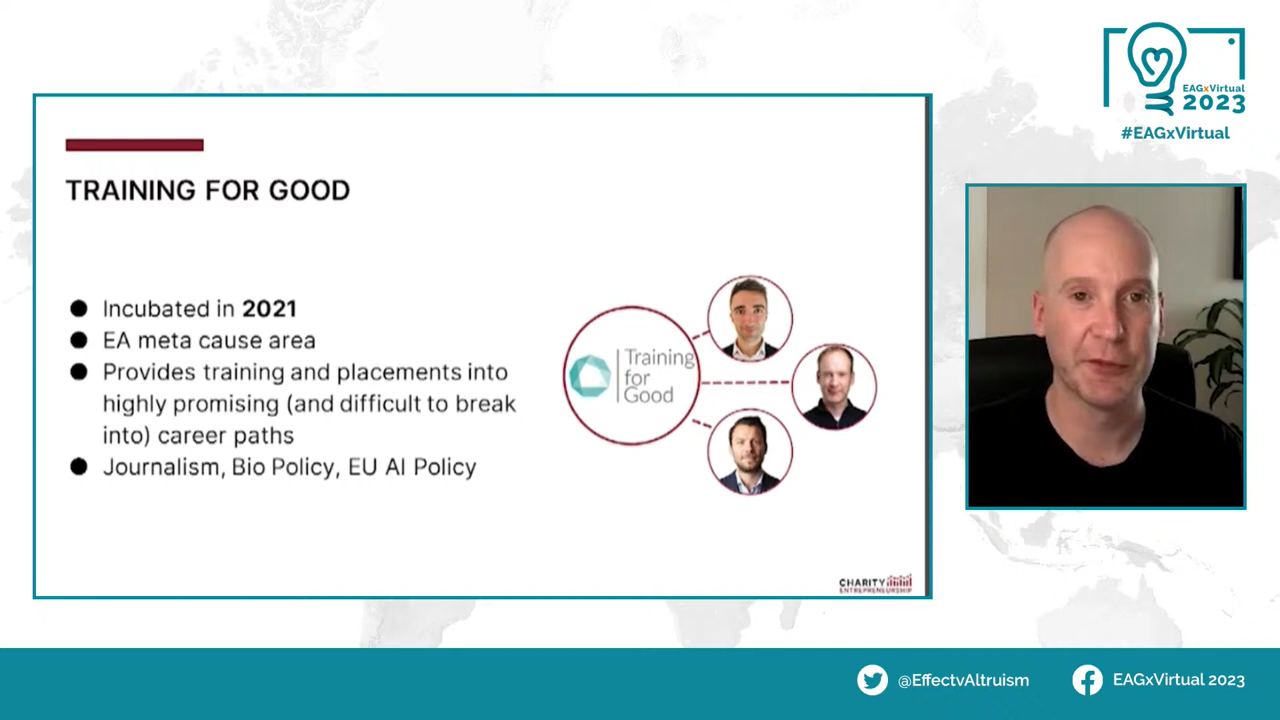 EAGxVirtual
2023
#EAGxVirtual
TRAINING FOR GOOD
Incubated in 2021
EA meta cause area
Provides training and placements into
highly promising (and difficult to break
into) career paths
Journalism, Bio Policy, EU AI Policy
Training
for
Good
CHARITY
ENTREPRENEURSHIP
@EffectvAltruism
EAGxVirtual 2023